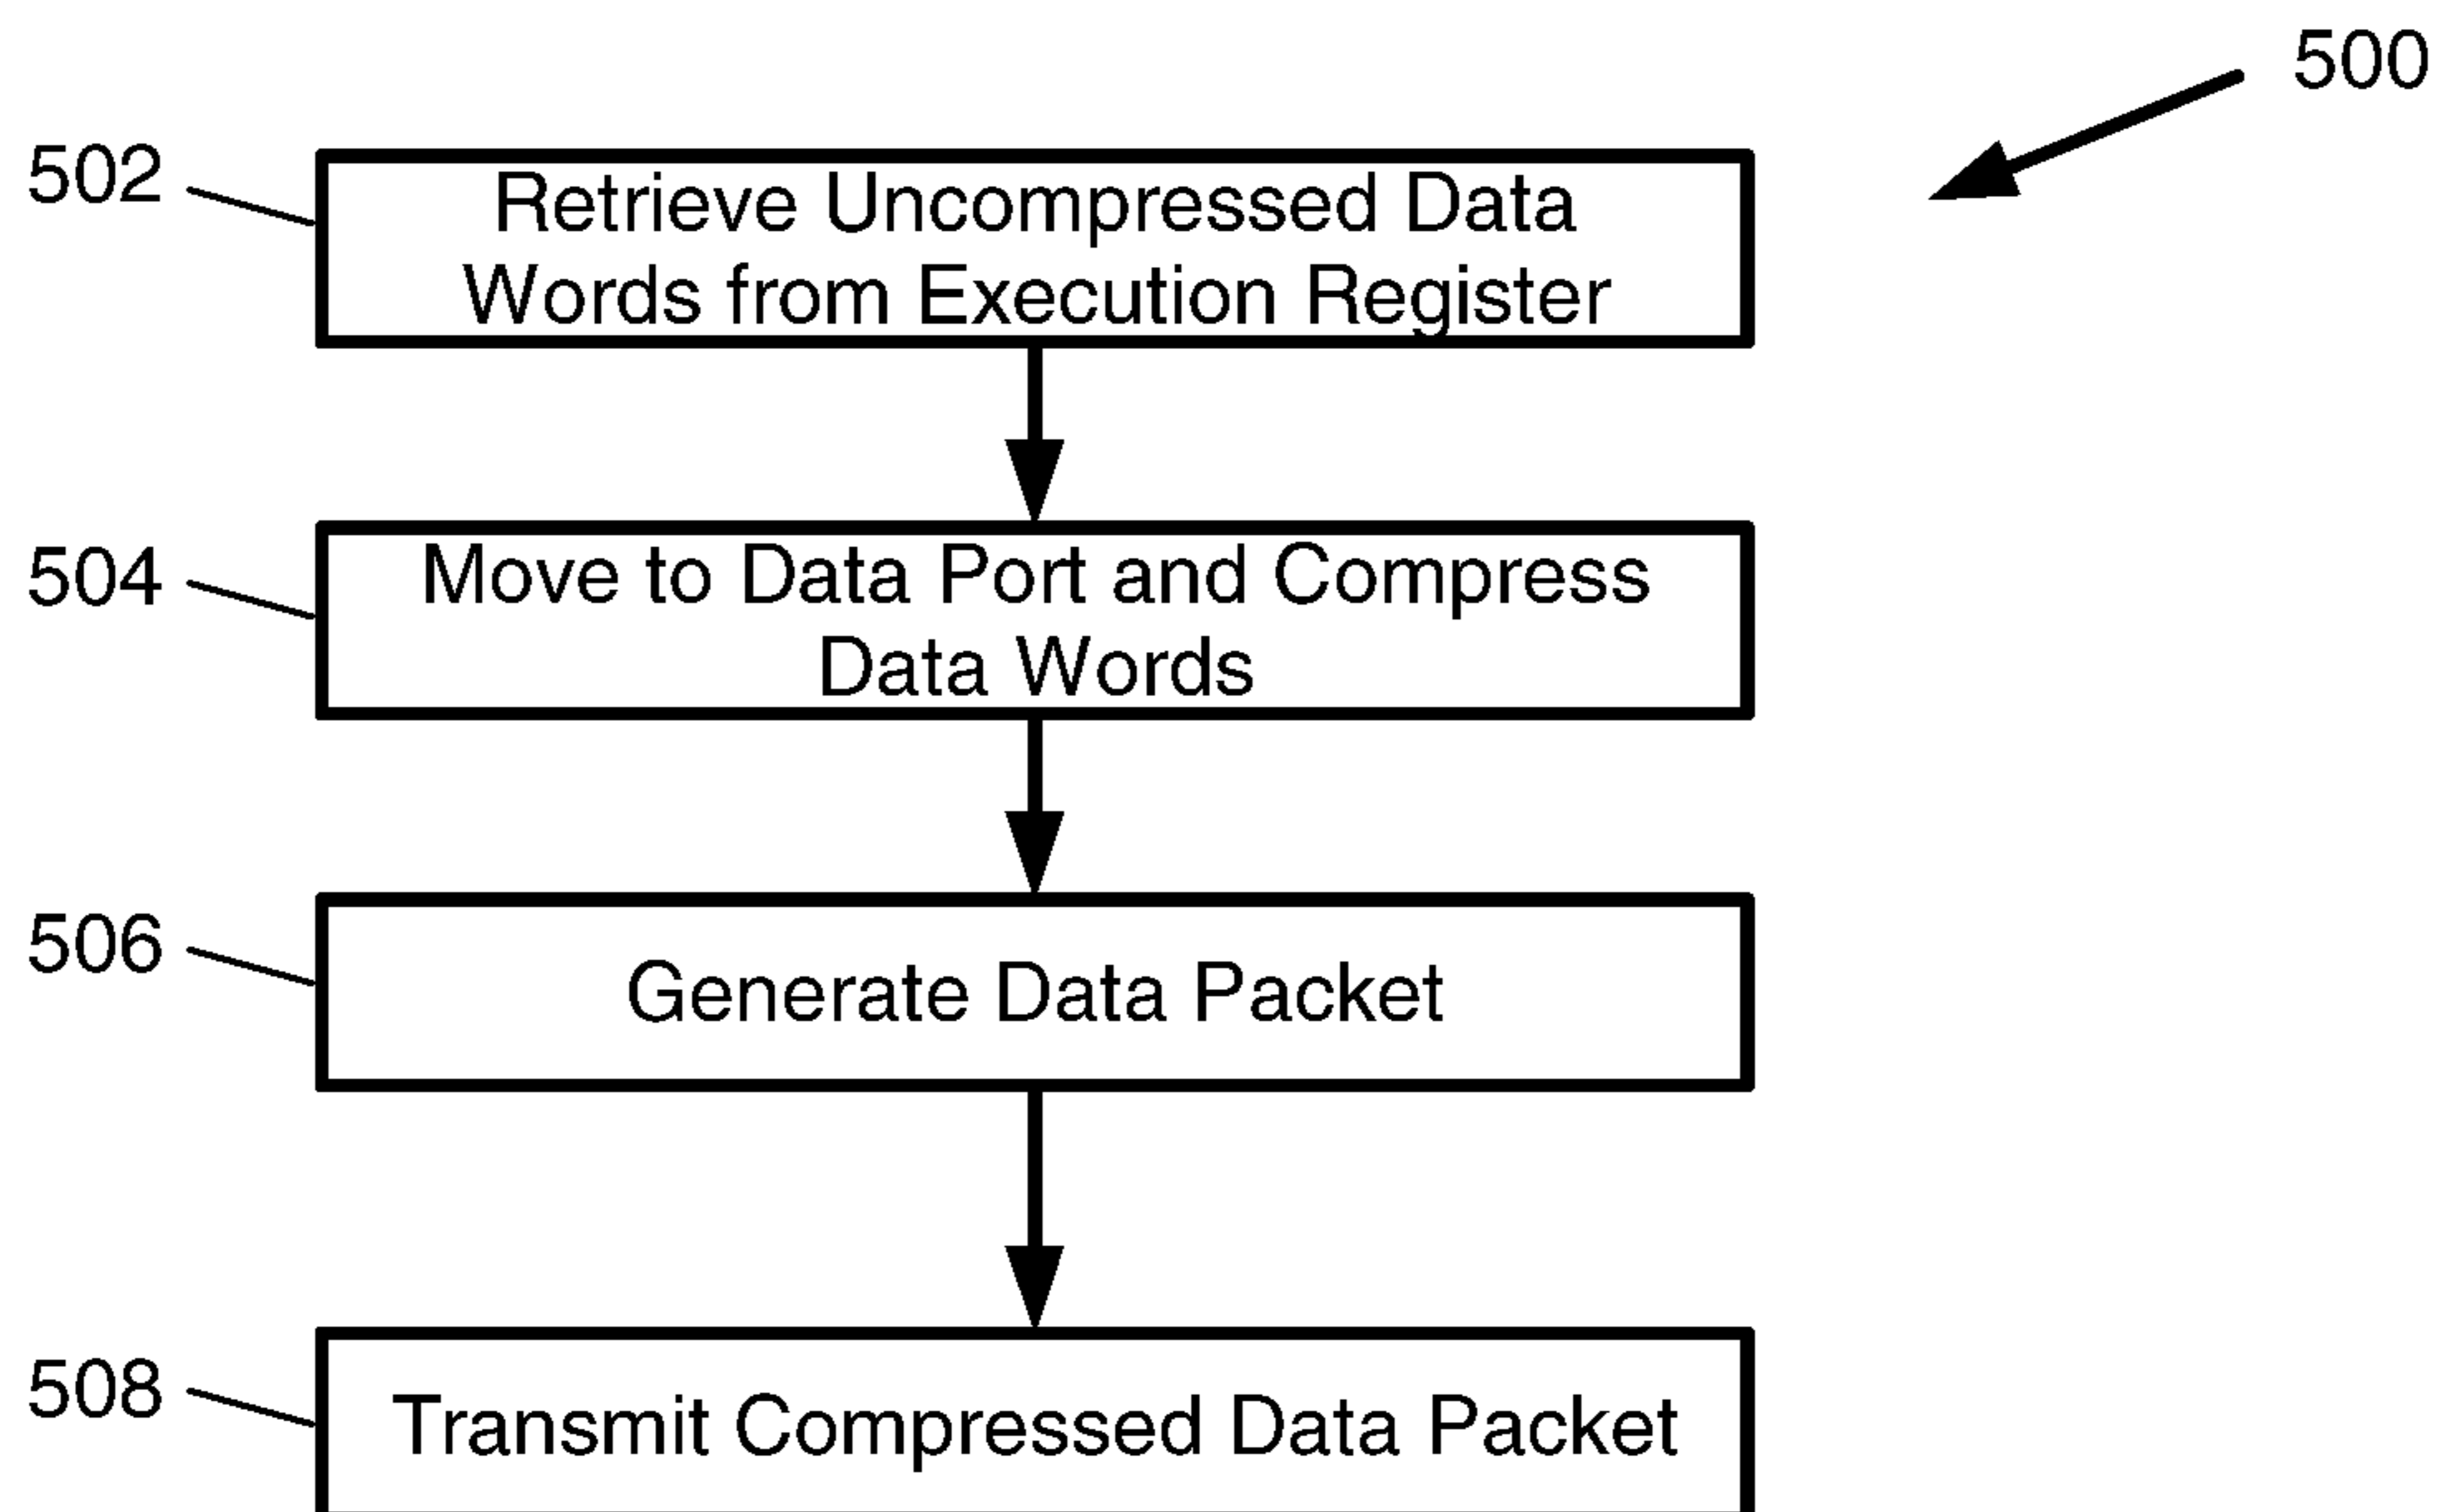 500
502
Retrieve Uncompressed Data
Words from Execution Register
504
Move to Data Port and Compress
Data Words
506
Generate Data Packet
508
Transmit Compressed Data Packet